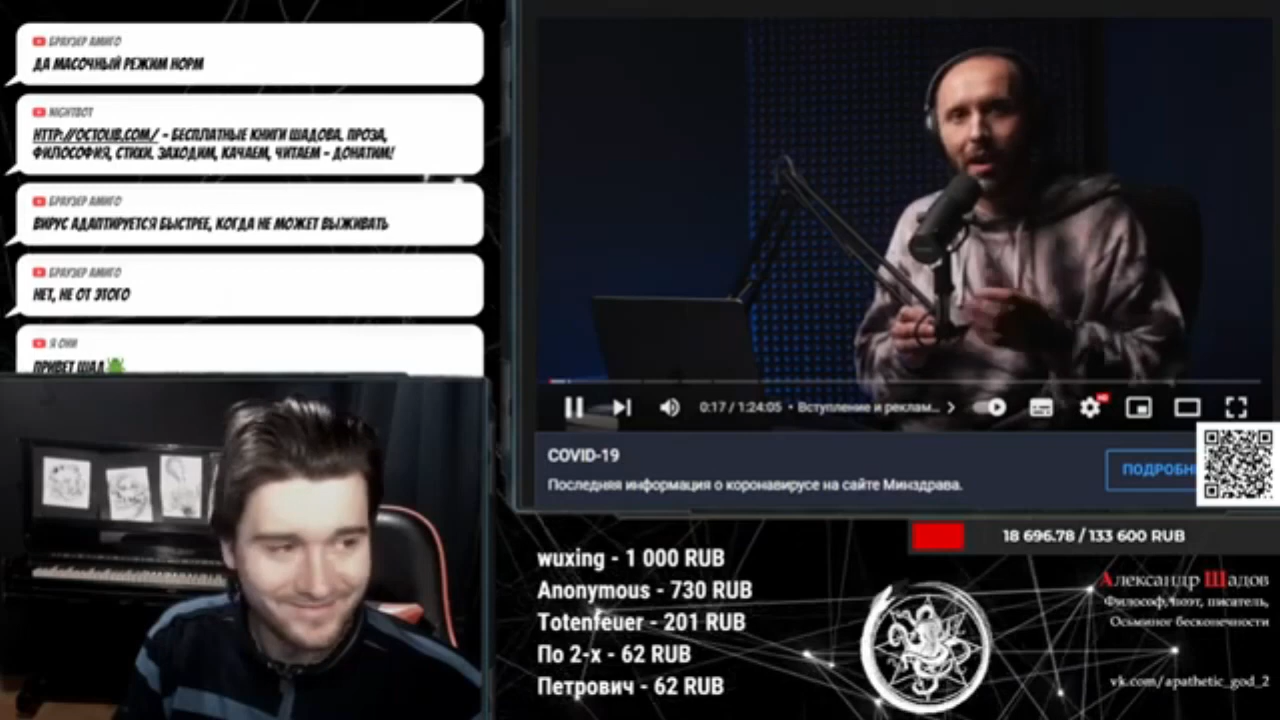 БРАУЗЕР АМИГО
ДА МАСОЧНЫЙ РЕЖИМ НОРМ
NIGHTBOT
HTTP://OCTOLIB.COM/ - БЕСПЛАТНЫЕ КНИГИ ШАДОВА. ПРОЗА,
ФИЛОСОФИЯ, СТИХИ. ЗАХОДИМ, КАЧАЕМ, ЧИТАЕМ - ДОНАТИМ!
БРАУЗЕР АМИГО
ВИРУС АДАПТИРУЕТСЯ БЫСТРЕЕ, КОГДА НЕ МОЖЕТ ВЫЖИВАТЬ
БРАУЗЕР АМИГО
НЕТ, НЕ ОТ ЭТОГО
Я ОНИ
ПРИВЕТ ШАД
0:17 / 1:24:05 • Вступление и реклам...
HD
COVID-19
Последняя информация о коронавирусе на сайте Минздрава.
ПОДРОБН
18 696.78 / 133 600 RUB
wuxing - 1 000 RUB
Anonymous - 730 RUB
Totenfeuer - 201 RUB
По 2-х - 62 RUB
Петрович - 62 RUB
Александр Шадов
Философ, поэт, писатель,
Осьминог бесконечности
vk.com/apathetic_god_2